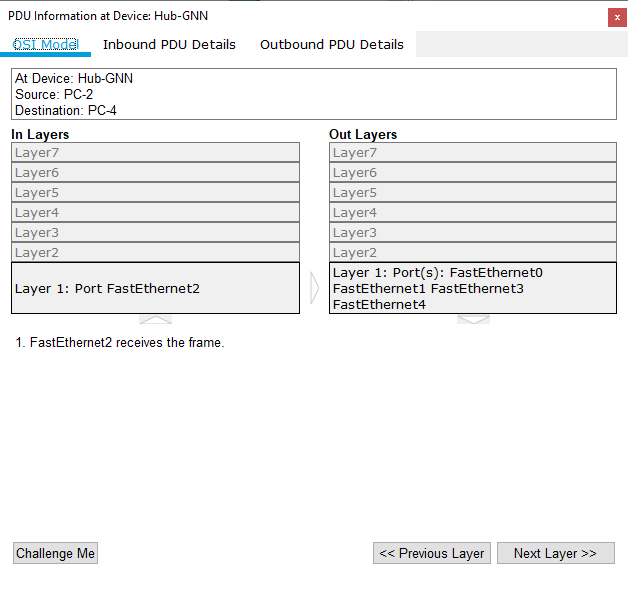 PDU Information at Device: Hub-GNN
x
OSI Model
Inbound PDU Details
Outbound PDU Details
At Device: Hub-GNN
Source: PC-2
Destination: PC-4
In Layers
Layer7
Layer6
Layer5
Layer4
Layer3
Layer2
Layer 1: Port FastEthernet2
Out Layers
Layer7
Layer6
Layer5
Layer4
Layer3
Layer2
Layer 1: Port(s): FastEthernet0
FastEthernet1 FastEthernet3
FastEthernet4
1. FastEthernet2 receives the frame.
Challenge Me
<< Previous Layer
Next Layer >>